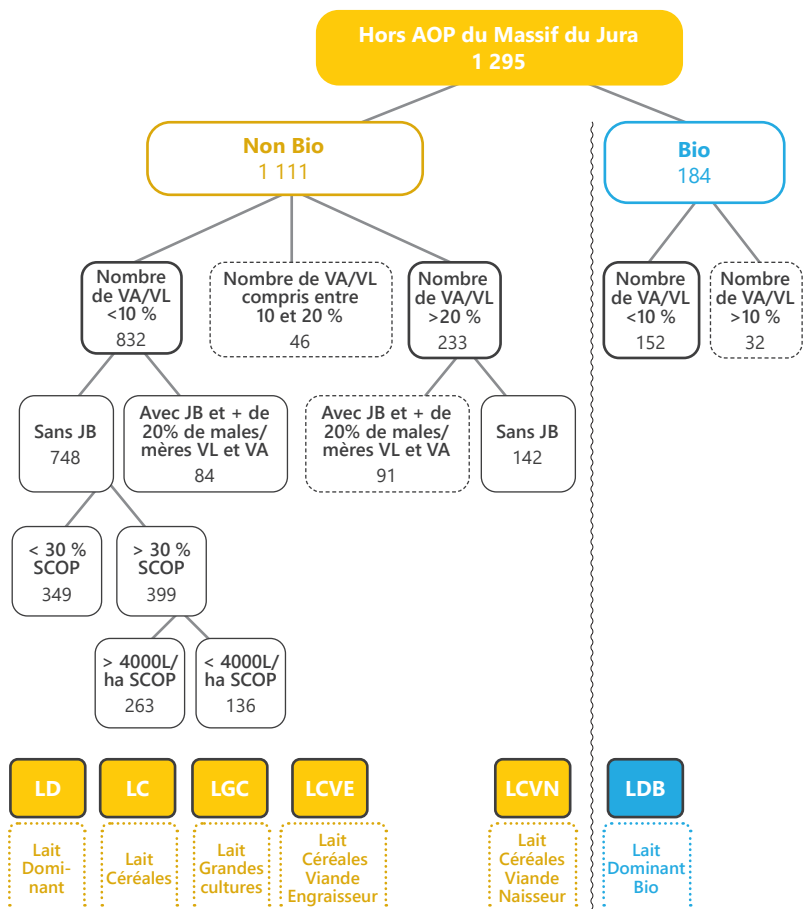 Hors AOP du Massif du Jura
1 295
Non Bio
1 111
Bio
184
Nombre
de VA/VL
<10 %
832
Nombre de VA/VL
compris entre
10 et 20 %
46
Nombre
de VA/VL
>20 %
233
Nombre
de VA/VL
<10 %
152
Nombre
de VA/VL
>10 %
32
Sans JB
748
Avec JB et + de
20% de males/
mères VL et VA
84
Avec JB et + de
20% de males/
mères VL et VA
91
Sans JB
142
< 30 %
SCOP
349
> 30 %
SCOP
399
> 4000L/
ha SCOP
263
< 4000L/
ha SCOP
136
LD
LC
LGC
LCVE
LCVN
LDB
Lait
Domi-
nant
Lait
Céréales
Lait
Grandes
cultures
Lait
Céréales
Viande
Engraisseur
Lait
Céréales
Viande
Naisseur
Lait
Dominant
Bio